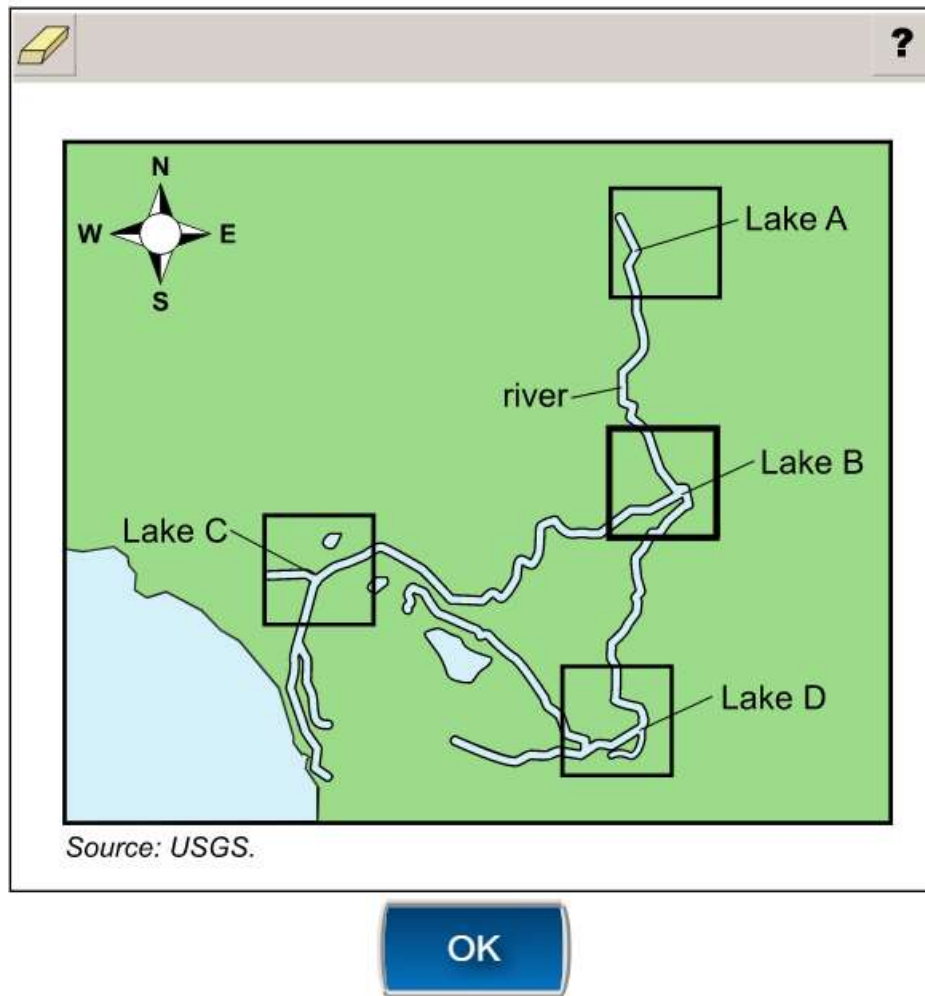 ?
N
W E
S
Lake A
river
Lake B
Lake C
Lake D
Source: USGS.
OK